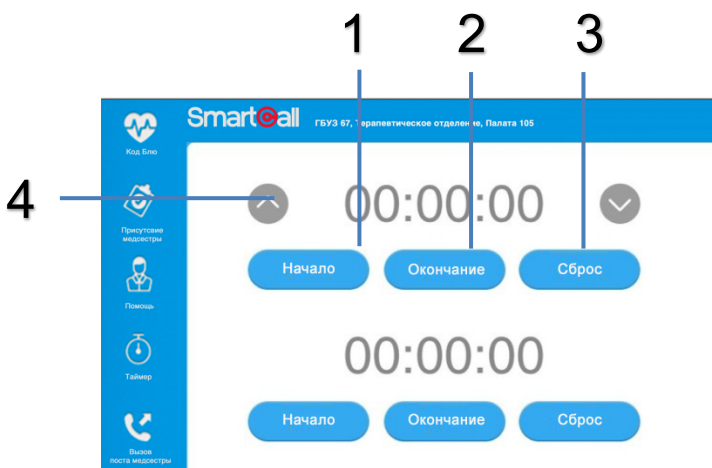 1 2 3
SmartCall ГБУЗ 67, Терапевтическое отделение, Палата 105
Код Блю
4
00:00:00
Присутсвие
медсестры
Начало Окончание Сброс
Помощь
00:00:00
Таймер
Начало Окончание Сброс
Вызов
поста медсестры